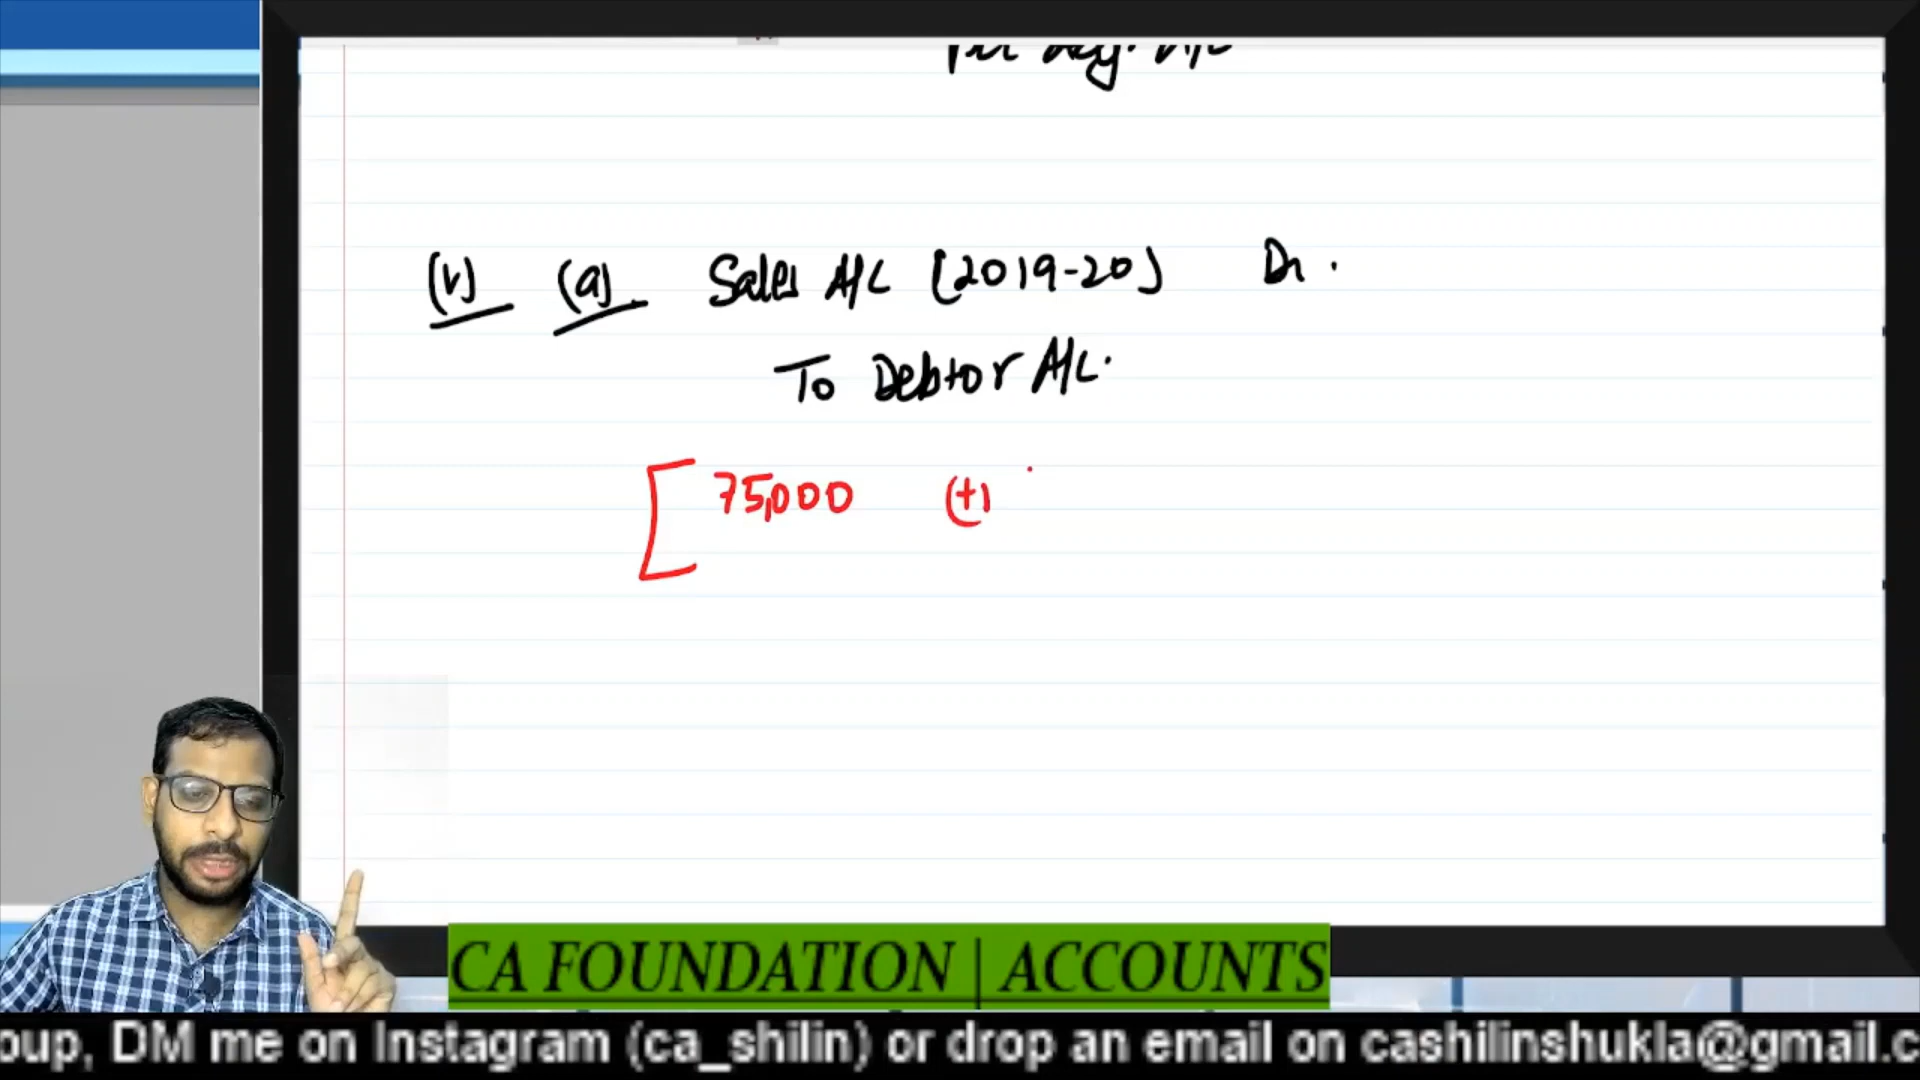 (v) (a) Sales A/C (2019-20) Dr.
To Debtor A/C.
75,000 (+)
CA FOUNDATION | ACCOUNTS
oup, DM me on Instagram (ca_shilin) or drop an email on cashilinshukla@gmail.c